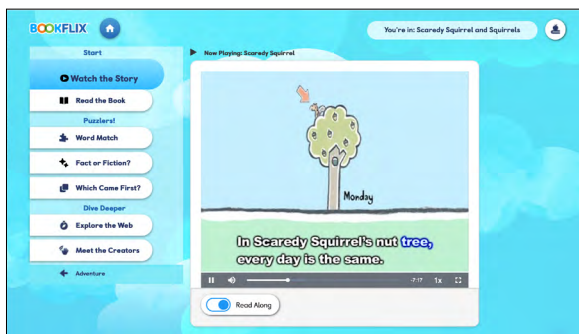 BOOKFLIX
You're in: Scaredy Squirrel and Squirrels
Start
Watch the Story
Read the Book
Puzzlers!
Word Match
Fact or Fiction?
Which Came First?
Dive Deeper
Explore the Web
Meet the Creators
Adventure
Now Playing: Scaredy Squirrel
Monday
In Scaredy Squirrel's nut tree,
every day is the same.
-7:17 1x
Read Along